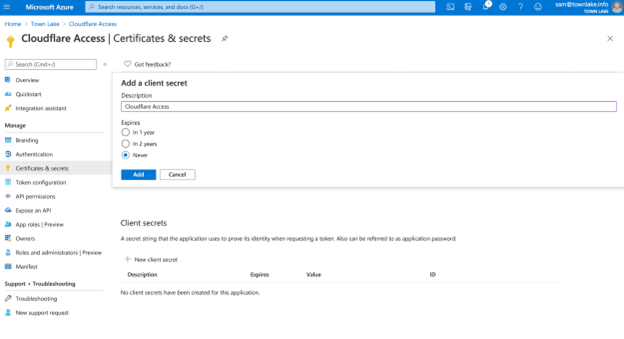 Microsoft Azure
Search resources, services, and docs (G+/)
sam@townlake.info
TOWN LAKE
Home > Town Lake > Cloudflare Access
Cloudflare Access | Certificates & secrets
Search (Cmd+/)
Got feedback?
Overview
Quickstart
Integration assistant
Manage
Branding
Authentication
Certificates & secrets
Token configuration
API permissions
Expose an API
App roles | Preview
Owners
Roles and administrators | Preview
Manifest
Support + Troubleshooting
Troubleshooting
New support request
Add a client secret
Description
Cloudflare Access
Expires
In 1 year
In 2 years
Never
Add Cancel
Client secrets
A secret string that the application uses to prove its identity when requesting a token. Also can be referred to as application password.
New client secret
Description Expires Value ID
No client secrets have been created for this application.